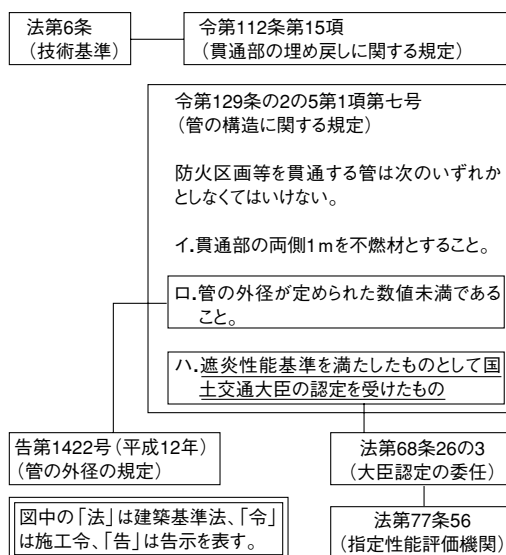 法第6条
(技術基準)
令第112条第15項
(貫通部の埋め戻しに関する規定)
令第129条の2の5第1項第七号
(管の構造に関する規定)
防火区画等を貫通する管は次のいずれか
としなくてはいけない。
イ.貫通部の両側1mを不燃材とすること。
ロ.管の外径が定められた数値未満である
こと。
ハ.遮炎性能基準を満たしたものとして国
土交通大臣の認定を受けたもの
告第1422号(平成12年)
(管の外径の規定)
法第68条26の3
(大臣認定の委任)
図中の「法」は建築基準法、「令」
は施工令、「告」は告示を表す。
法第77条56
(指定性能評価機関)